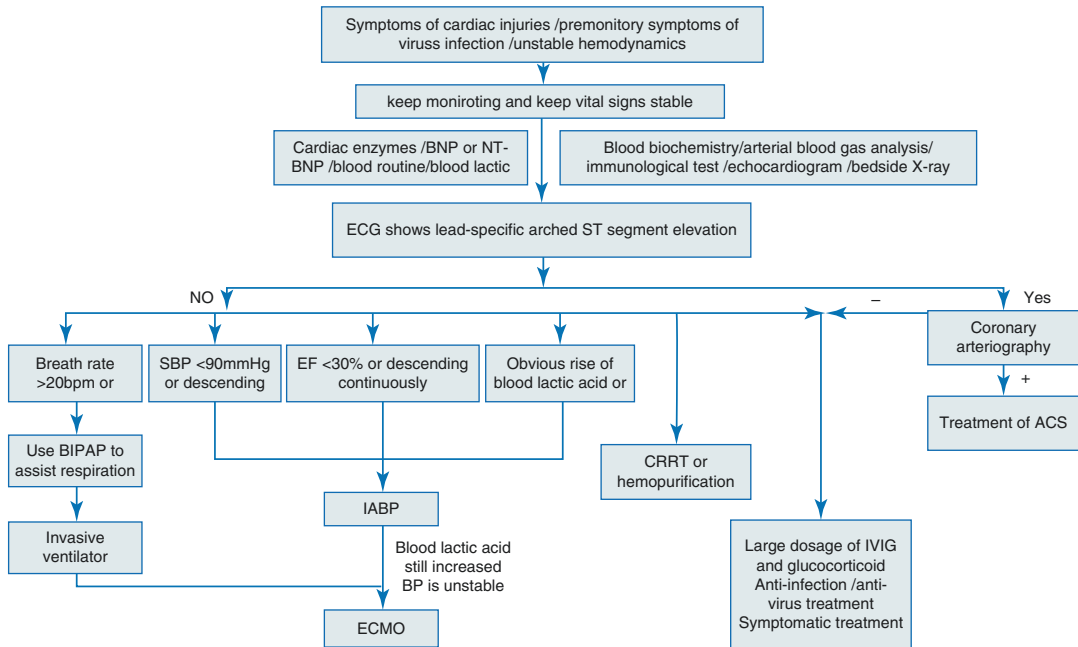 Symptoms of cardiac injuries /premonitory symptoms of
viruss infection /unstable hemodynamics
keep moniroting and keep vital signs stable
Cardiac enzymes /BNP or NT-
BNP /blood routine/blood lactic
Blood biochemistry/arterial blood gas analysis/
immunological test /echocardiogram /bedside X-ray
ECG shows lead-specific arched ST segment elevation
NO
–
Yes
Breath rate
>20bpm or
SBP <90mmHg
or descending
EF <30% or descending
continuously
Obvious rise of
blood lactic acid or
Coronary
arteriography
+
Treatment of ACS
Use BIPAP to
assist respiration
CRRT or
hemopurification
IABP
Invasive
ventilator
Blood lactic acid
still increased
BP is unstable
Large dosage of IVIG
and glucocorticoid
Anti-infection /anti-
virus treatment
Symptomatic treatment
ECMO